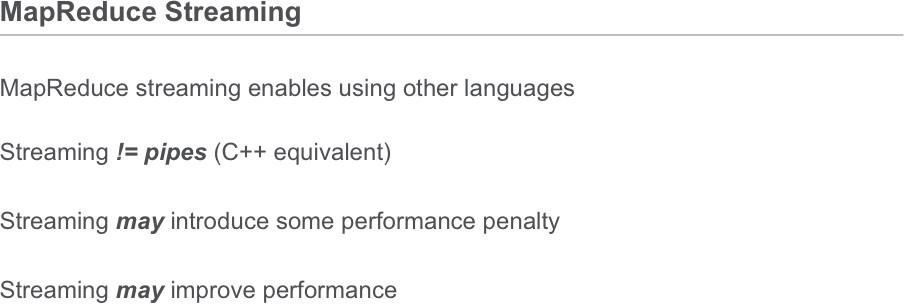 MapReduce Streaming
MapReduce streaming enables using other languages
Streaming != pipes (C++ equivalent)
Streaming may introduce some performance penalty
Streaming may improve performance